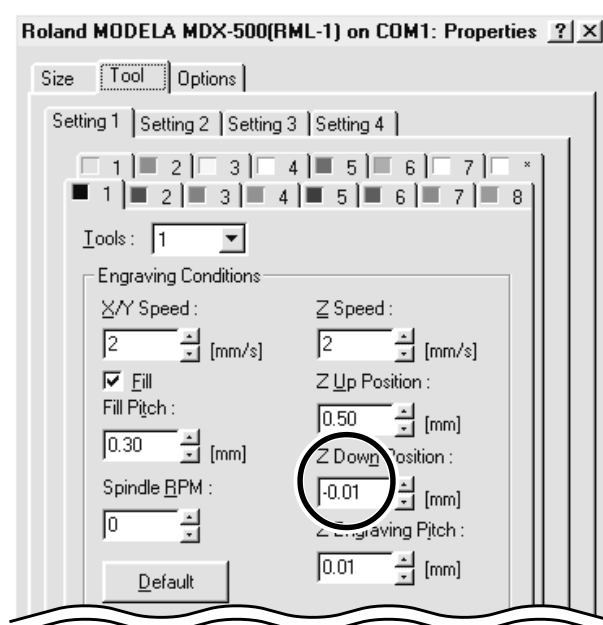 Roland MODELA MDX-500(RML-1) on COM1: Properties ? ×
Size Tool Options
Setting 1 Setting 2 Setting 3 Setting 4
1 2 3 4 5 6 7 *
1 2 3 4 5 6 7 8
Tools : 1
Engraving Conditions
X/Y Speed : Z Speed :
2 [mm/s] 2 [mm/s]
Fill Z Up Position :
Fill Pitch : 0.50 [mm]
0.30 [mm] Z Down Position :
Spindle RPM : -0.01 [mm]
0 Z Engraving Pitch :
Default 0.01 [mm]